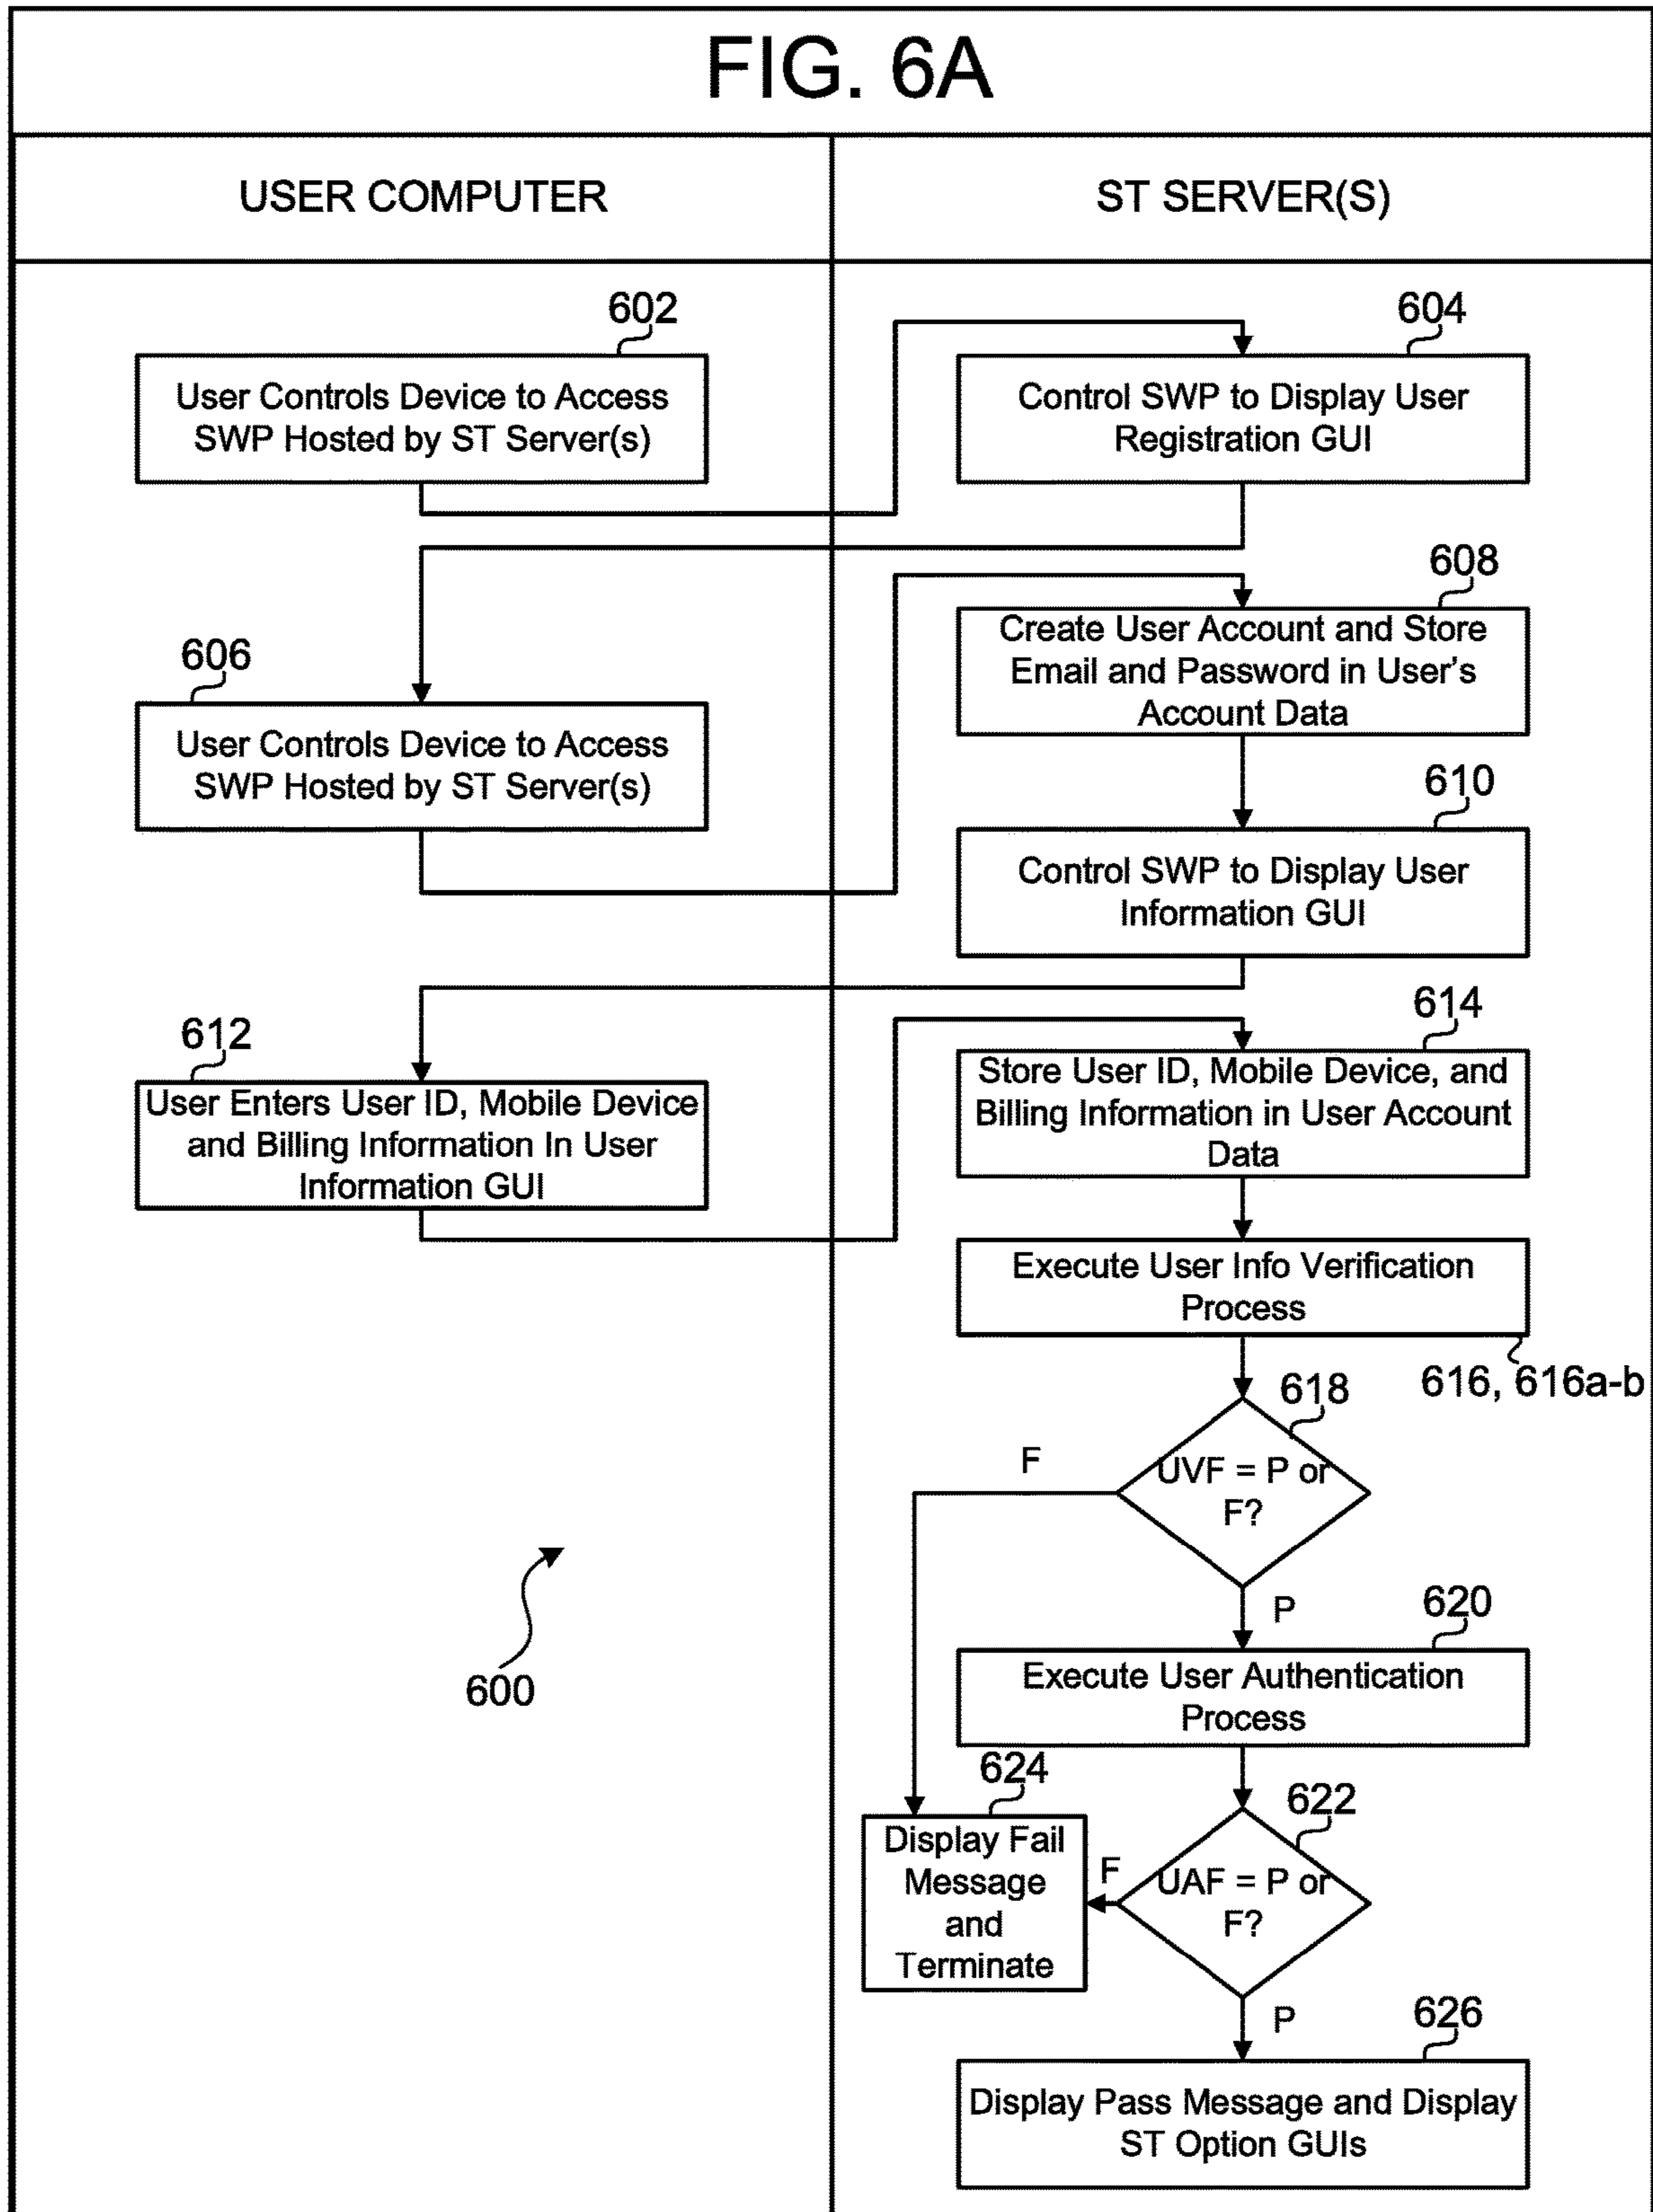 FIG. 6A
USER COMPUTER
ST SERVER(S)
602
User Controls Device to Access
SWP Hosted by ST Server(s)
604
Control SWP to Display User
Registration GUI
606
User Controls Device to Access
SWP Hosted by ST Server(s)
608
Create User Account and Store
Email and Password in User's
Account Data
610
Control SWP to Display User
Information GUI
612
User Enters User ID, Mobile Device
and Billing Information In User
Information GUI
614
Store User ID, Mobile Device, and
Billing Information in User Account
Data
Execute User Info Verification
Process
616, 616a-b
618
UVF = P or
F?
F
P
600
620
Execute User Authentication
Process
622
UAF = P or
F?
F
P
624
Display Fail
Message
and
Terminate
626
Display Pass Message and Display
ST Option GUIs